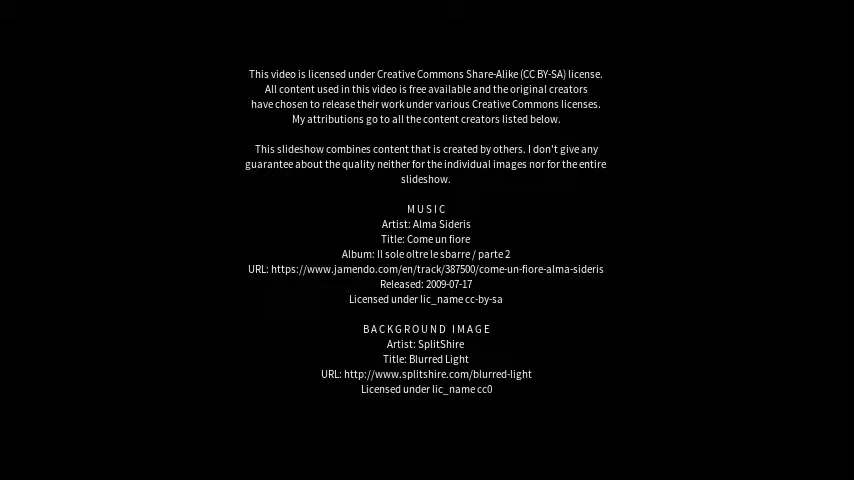 This video is licensed under Creative Commons Share-Alike (CC BY-SA) license.
All content used in this video is free available and the original creators
have chosen to release their work under various Creative Commons licenses.
My attributions go to all the content creators listed below.
This slideshow combines content that is created by others. I don't give any
guarantee about the quality neither for the individual images nor for the entire
slideshow.
MUSIC
Artist: Alma Sideris
Title: Come un fiore
Album: Il sole oltre le sbarre / parte 2
URL: https://www.jamendo.com/en/track/387500/come-un-fiore-alma-sideris
Released: 2009-07-17
Licensed under lic_name cc-by-sa
BACKGROUND IMAGE
Artist: SplitShire
Title: Blurred Light
URL: http://www.splitshire.com/blurred-light
Licensed under lic_name cc0